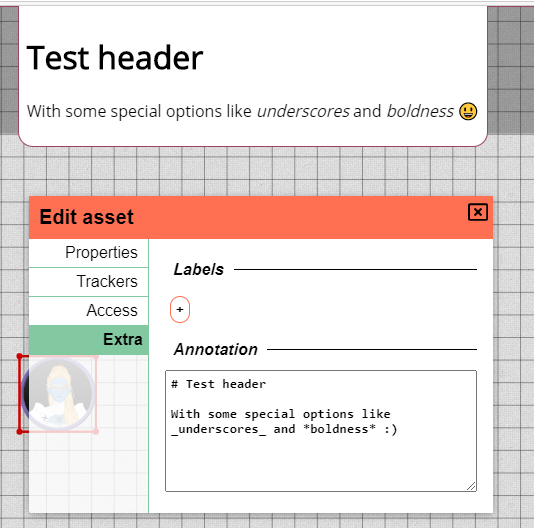 Test header
With some special options like underscores and boldness 😃
Edit asset
Properties
Trackers
Access
Extra
Labels
+
Annotation
# Test header
With some special options like
_underscores_ and *boldness* :)